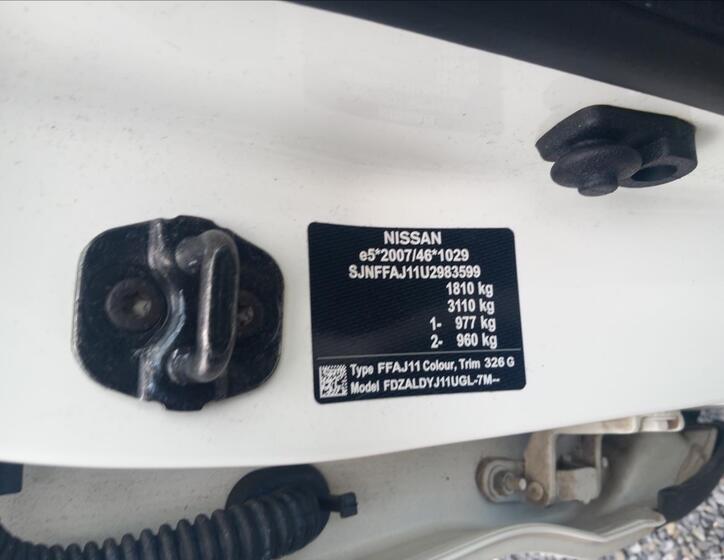 NISSAN
e5*2007/46*1029
SJNFFAJ11U2983599
1810 kg
3110 kg
1- 977 kg
2- 960 kg
Type FFAJ11 Colour, Trim 326 G
Model FDZALDYJ11UGL-7M--